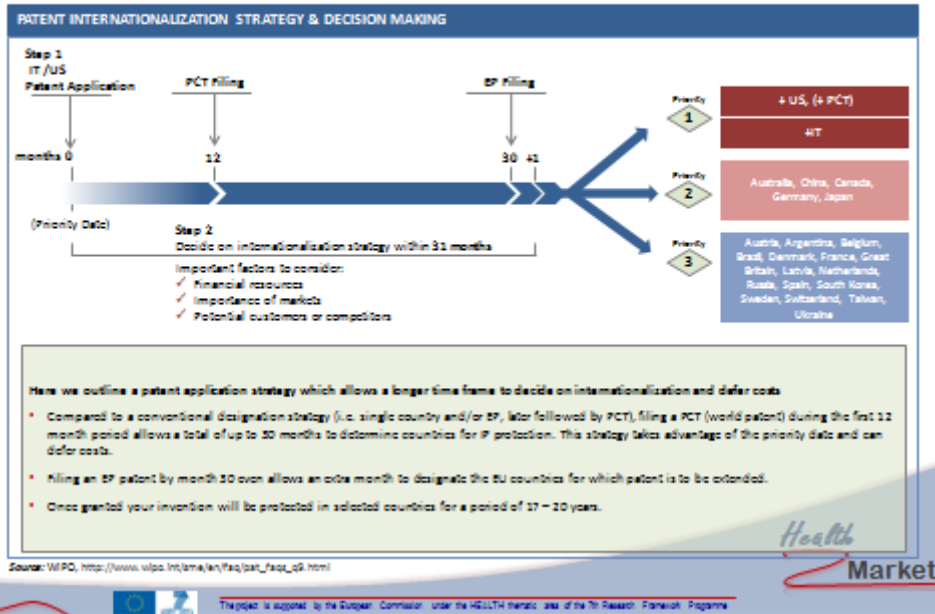 PATENT INTERNATIONALIZATION STRATEGY & DECISION MAKING
Step 1
IT /US
Patent Application
PCT Filing
EP Filing
months 0
12
30 +1
(Priority Date)
Step 2
Decide on internationalization strategy within 31 months
Important factors to consider:
✓ Financial resources
✓ Importance of markets
✓ Potential customers or competitors
Priority
1
+ US, (+ PCT)
+IT
Priority
2
Australia, China, Canada,
Germany, Japan
Priority
3
Austria, Argentina, Belgium,
Brazil, Denmark, France, Great
Britain, Latvia, Netherlands,
Russia, Spain, South Korea,
Sweden, Switzerland, Taiwan,
Ukraine
Here we outline a patent application strategy which allows a longer time frame to decide on internationalization and defer costs
• Compared to a conventional designation strategy (i.e. single country and/or EP, later followed by PCT), filing a PCT (world patent) during the first 12
month period allows a total of up to 30 months to determine countries for IP protection. This strategy takes advantage of the priority date and can
defer costs.
• Filing an EP patent by month 30 even allows an extra month to designate the EU countries for which patent is to be extended.
• Once granted your invention will be protected in selected countries for a period of 17 – 20 years.
Source: WIPO, http://www.wipo.int/sme/en/faq/pat_faqs_q9.html
Health
Market
The project is supported by the European Commission under the HEALTH thematic area of the 7th Research Framework Programme